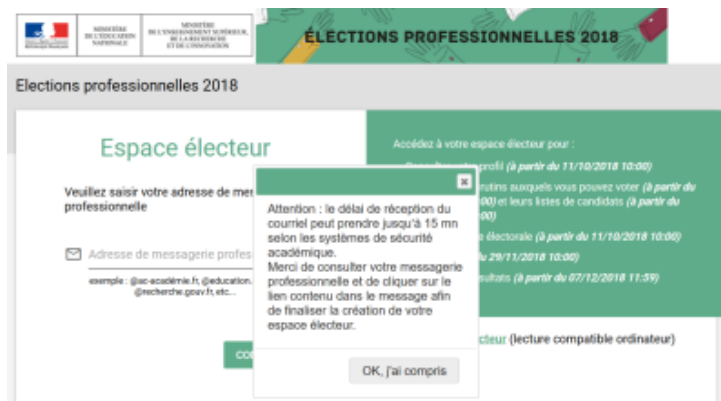 MINISTÈRE
DE L'ÉDUCATION
NATIONALE
MINISTÈRE
DE L'ENSEIGNEMENT SUPÉRIEUR,
DE LA RECHERCHE
ET DE L'INNOVATION
ÉLECTIONS PROFESSIONNELLES 2018
Elections professionnelles 2018
Espace électeur
Veuillez saisir votre adresse de mes
professionnelle
Adresse de messagerie profes
exemple : @ac-académie.fr, @education.
@recherche.gouv.fr, etc...
Attention : le délai de réception du
courriel peut prendre jusqu'à 15 mn
selon les systèmes de sécurité
académique.
Merci de consulter votre messagerie
professionnelle et de cliquer sur le
lien contenu dans le message afin
de finaliser la création de votre
espace électeur.
OK, j'ai compris
Accédez à votre espace électeur pour :
profil (à partir du 11/10/2018 10:00)
rutins auxquels vous pouvez voter (à partir du
00) et leurs listes de candidats (à partir du
00)
électorale (à partir du 11/10/2018 10:00)
lu 29/11/2018 10:00)
sultats (à partir du 07/12/2018 11:59)
cteur (lecture compatible ordinateur)